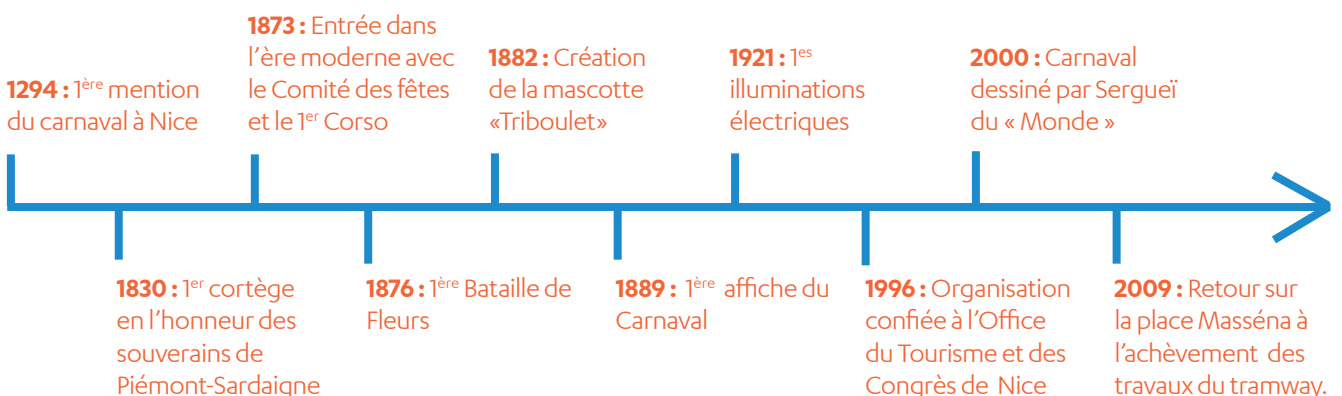 1294 : 1ère mention
du carnaval à Nice
1830 : 1er cortège
en l'honneur des
souverains de
Piémont-Sardaigne
1873 : Entrée dans
l'ère moderne avec
le Comité des fêtes
et le 1er Corso
1876 : 1ère Bataille de
Fleurs
1882 : Création
de la mascotte
«Triboulet»
1889 : 1ère affiche du
Carnaval
1921 : 1es
illuminations
électriques
1996 : Organisation
confiée à l'Office
du Tourisme et des
Congrès de Nice
2000 : Carnaval
dessiné par Sergueï
du « Monde »
2009 : Retour sur
la place Masséna à
l'achèvement des
travaux du tramway.